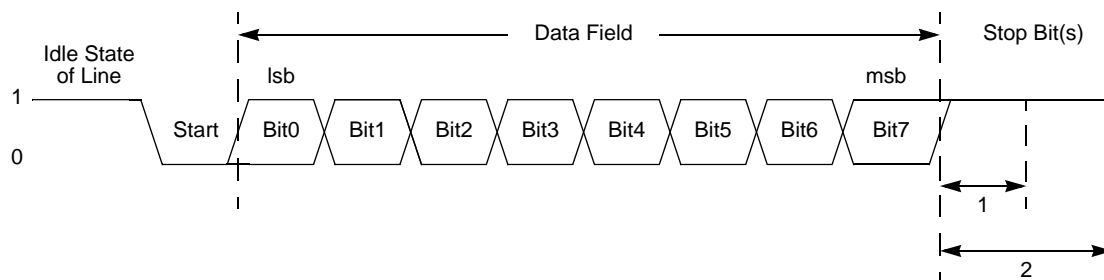 Data Field
Stop Bit(s)
Idle State
of Line
lsb
msb
1
Start
Bit0
Bit1
Bit2
Bit3
Bit4
Bit5
Bit6
Bit7
0
1
2